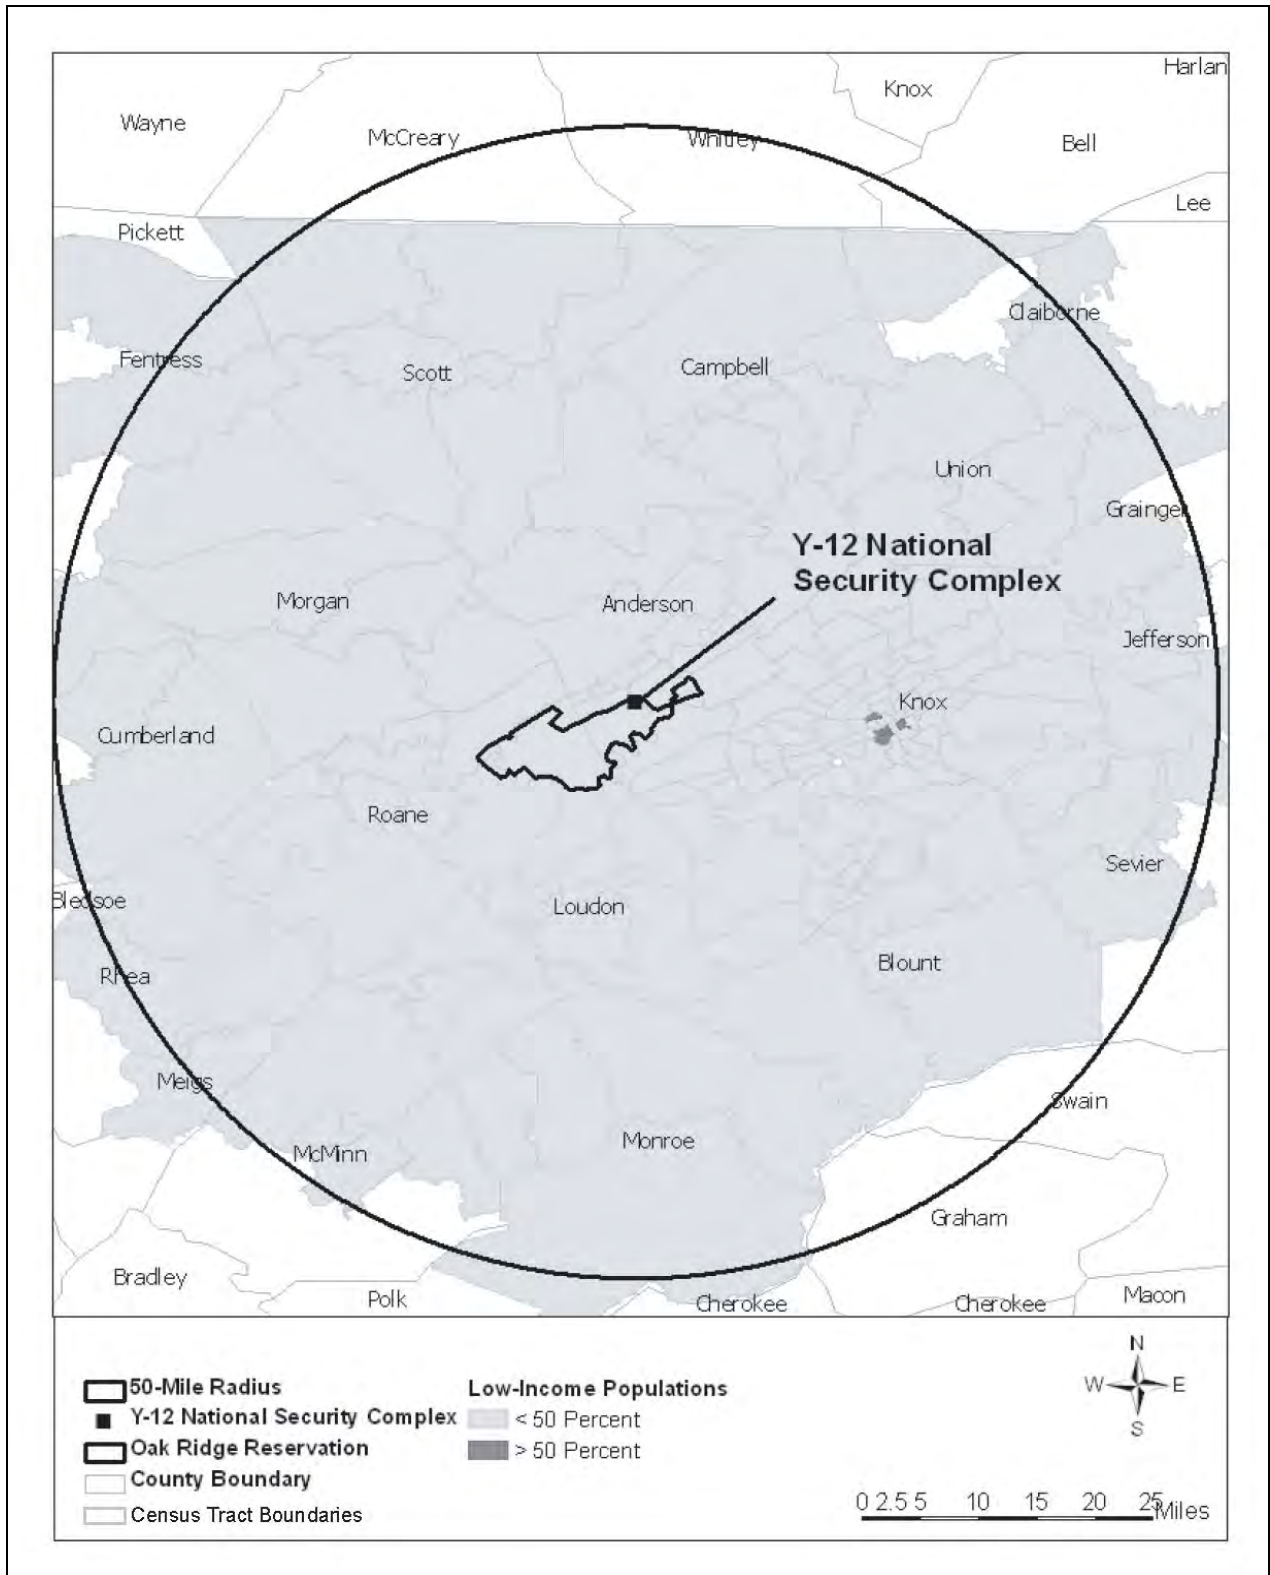 Harlan
Knox
Wayne
McCreary
Whitley
Bell
Lee
Pickett
Claiborne
Fentress
Scott
Campbell
Union
Grainger
Y-12 National
Security Complex
Morgan
Anderson
Jefferson
Knox
Cumberland
Roane
Sevier
Bledsoe
Loudon
Blount
Rhea
Meigs
Swain
Monroe
McMinn
Graham
Bradley
Polk
Cherokee
Cherokee
Macon
50-Mile Radius
Y-12 National Security Complex
Oak Ridge Reservation
County Boundary
Census Tract Boundaries
Low-Income Populations
< 50 Percent
> 50 Percent
N
W E
S
0 2.5 5 10 15 20 25
Miles